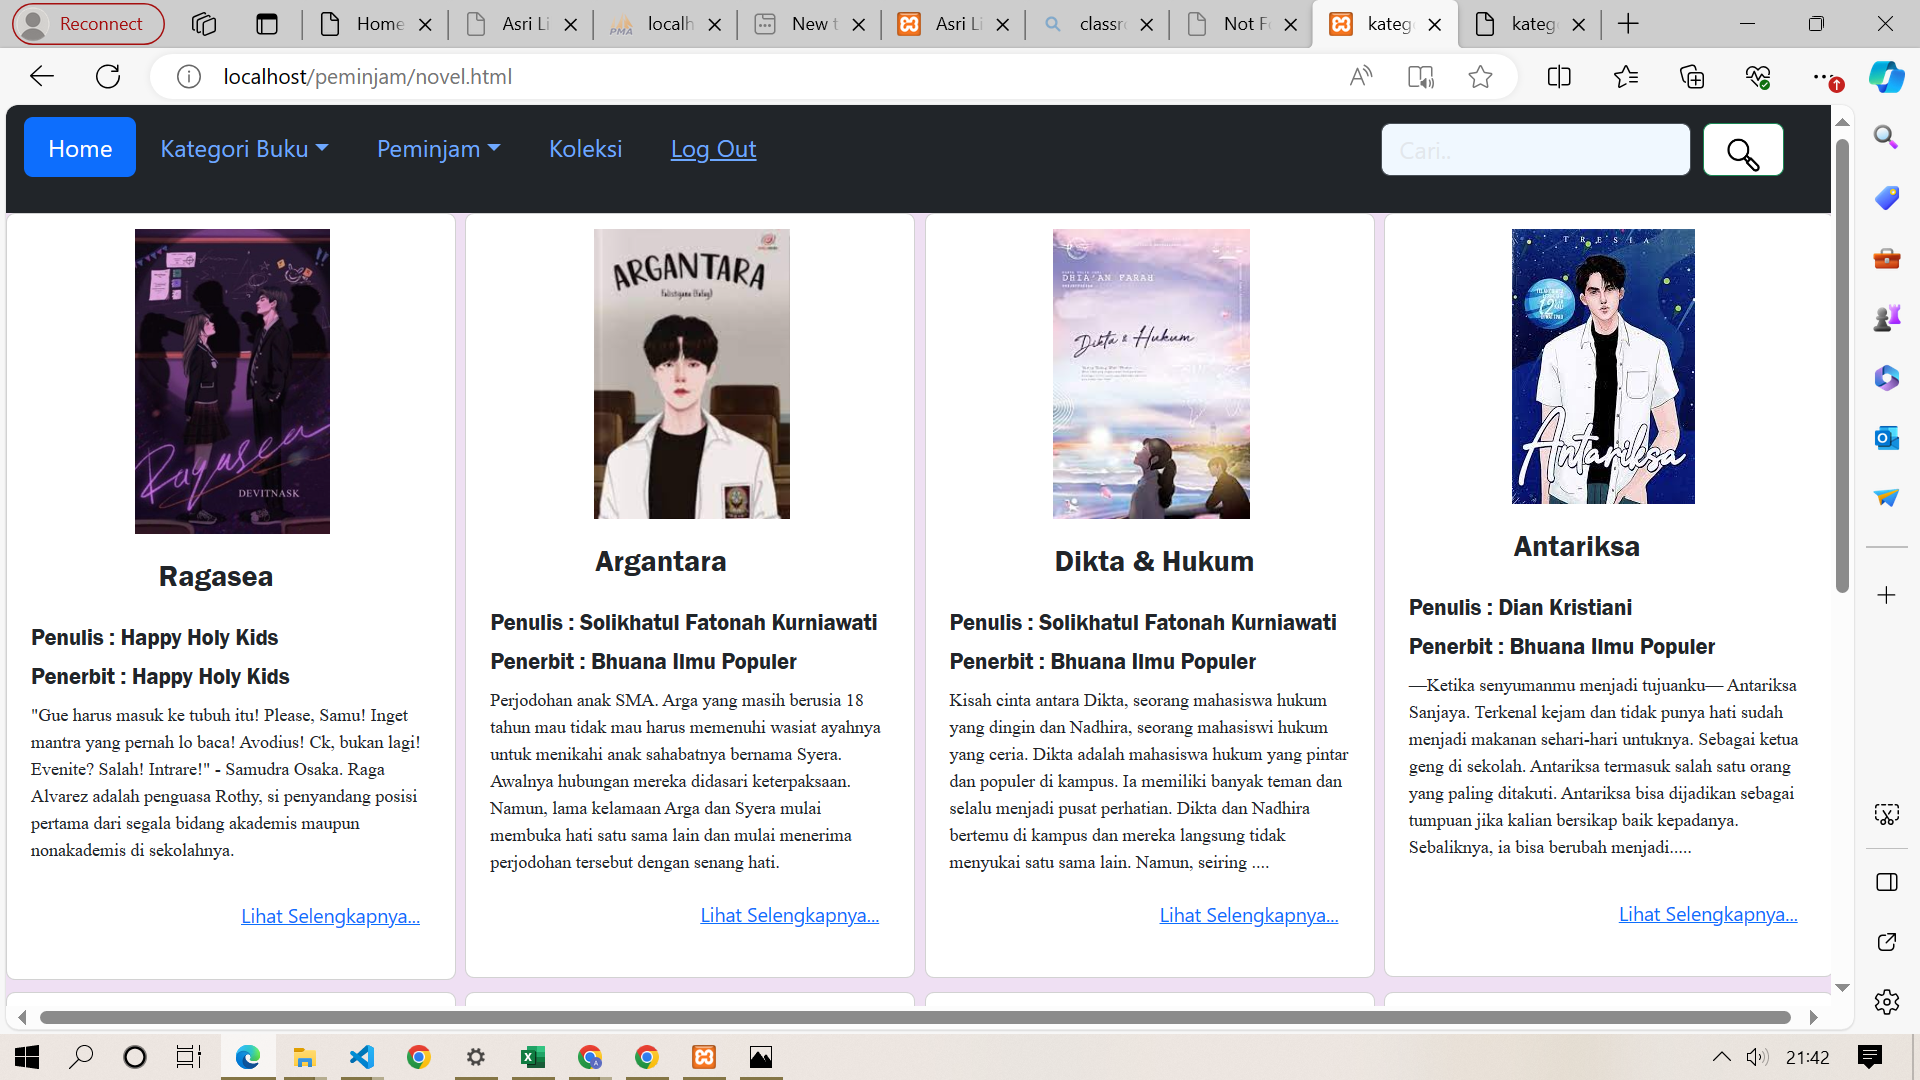 Reconnect
Home
Asri Li
localh
New t
Asri Li
classro
Not Fo
katego
katego
localhost/peminjam/novel.html
Home
Kategori Buku
Peminjam
Koleksi
Log Out
Cari..
Ragasea
DEVITNASK
ARGANTARA
DHIA'AN FARAH
Dikta & Hukum
TRESIA
12
Antariksa
Ragasea
Penulis : Happy Holy Kids
Penerbit : Happy Holy Kids
"Gue harus masuk ke tubuh itu! Please, Samu! Inget
mantra yang pernah lo baca! Avodius! Ck, bukan lagi!
Evenite? Salah! Intrare!" - Samudra Osaka. Raga
Alvarez adalah penguasa Rothy, si penyandang posisi
pertama dari segala bidang akademis maupun
nonakademis di sekolahnya.
Lihat Selengkapnya...
Argantara
Penulis : Solikhatul Fatonah Kurniawati
Penerbit : Bhuana Ilmu Populer
Perjodohan anak SMA. Arga yang masih berusia 18
tahun mau tidak mau harus memenuhi wasiat ayahnya
untuk menikahi anak sahabatnya bernama Syera.
Awalnya hubungan mereka didasari keterpaksaan.
Namun, lama kelamaan Arga dan Syera mulai
membuka hati satu sama lain dan mulai menerima
perjodohan tersebut dengan senang hati.
Lihat Selengkapnya...
Dikta & Hukum
Penulis : Solikhatul Fatonah Kurniawati
Penerbit : Bhuana Ilmu Populer
Kisah cinta antara Dikta, seorang mahasiswa hukum
yang dingin dan Nadhira, seorang mahasiswi hukum
yang ceria. Dikta adalah mahasiswa hukum yang pintar
dan populer di kampus. Ia memiliki banyak teman dan
selalu menjadi pusat perhatian. Dikta dan Nadhira
bertemu di kampus dan mereka langsung tidak
menyukai satu sama lain. Namun, seiring ....
Lihat Selengkapnya...
Antariksa
Penulis : Dian Kristiani
Penerbit : Bhuana Ilmu Populer
—Ketika senyumanmu menjadi tujuanku— Antariksa
Sanjaya. Terkenal kejam dan tidak punya hati sudah
menjadi makanan sehari-hari untuknya. Sebagai ketua
geng di sekolah. Antariksa termasuk salah satu orang
yang paling ditakuti. Antariksa bisa dijadikan sebagai
tumpuan jika kalian bersikap baik kepadanya.
Sebaliknya, ia bisa berubah menjadi.....
Lihat Selengkapnya...
21:42